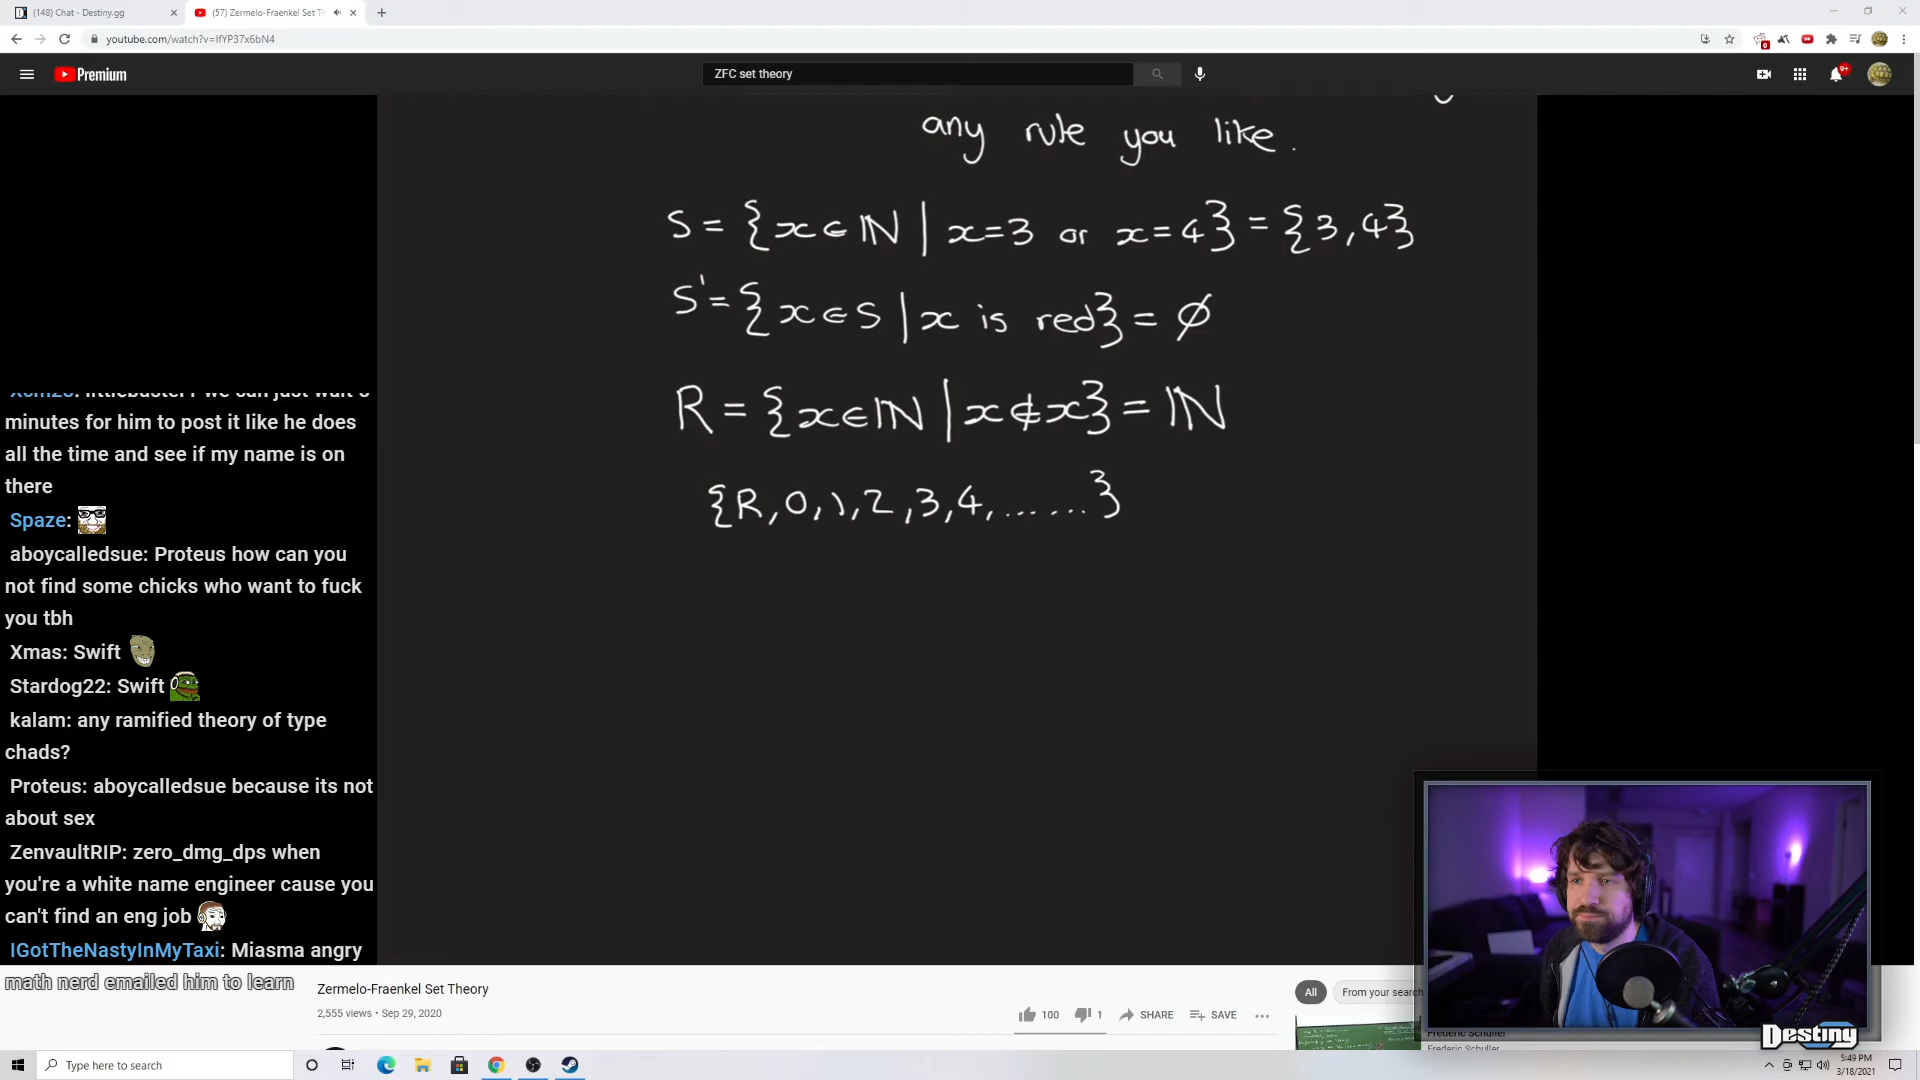 (148) Chat - Destiny.gg
(57) Zermelo-Fraenkel Set Th
youtube.com/watch?v=IfYP37x6bN4
Premium
ZFC set theory
9+
any rule you like.
S = {x∈ℕ | x=3 or x=4} = {3,4}
S' = {x∈S | x is red} = ∅
R = {x∈ℕ | x∉x} = ℕ
{R,0,1,2,3,4,......}
minutes for him to post it like he does
all the time and see if my name is on
there
Spaze:
aboycalledsue: Proteus how can you
not find some chicks who want to fuck
you tbh
Xmas: Swift
Stardog22: Swift
kalam: any ramified theory of type
chads?
Proteus: aboycalledsue because its not
about sex
ZenvaultRIP: zero_dmg_dps when
you're a white name engineer cause you
can't find an eng job
IGotTheNastyInMyTaxi: Miasma angry
math nerd emailed him to learn
Zermelo-Fraenkel Set Theory
2,555 views • Sep 29, 2020
100
1
SHARE
SAVE
All
From your search
Frederic Schuller
Destiny
Type here to search
5:49 PM
3/18/2021